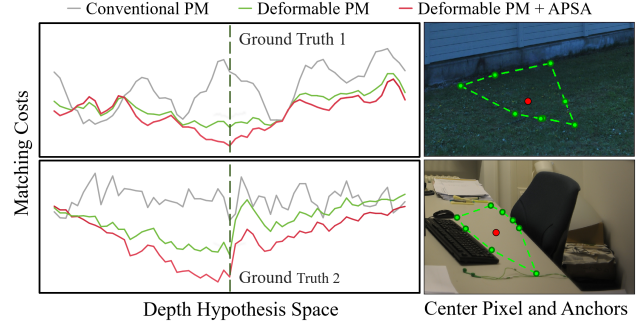 Conventional PM Deformable PM Deformable PM + APSA
Ground Truth 1
Matching Costs
Ground Truth 2
Depth Hypothesis Space
Center Pixel and Anchors